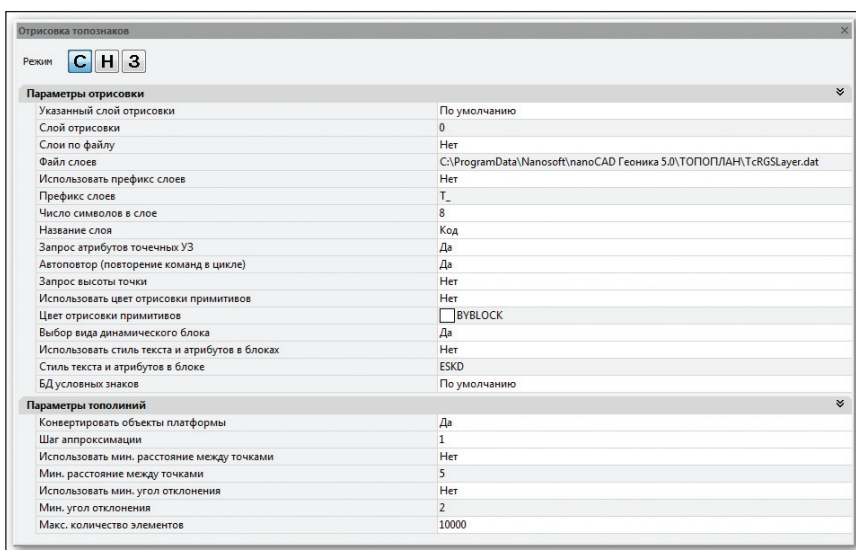 Отрисовка топознаков
Режим С Н З
Параметры отрисовки
Указанный слой отрисовки По умолчанию
Слой отрисовки 0
Слои по файлу Нет
Файл слоев C:\ProgramData\Nanosoft\nanoCAD Геоника 5.0\ТОПОПЛАН\TcRGSLayer.dat
Использовать префикс слоев Нет
Префикс слоев T_
Число символов в слое 8
Название слоя Код
Запрос атрибутов точечных УЗ Да
Автоповтор (повторение команд в цикле) Да
Запрос высоты точки Нет
Использовать цвет отрисовки примитивов Нет
Цвет отрисовки примитивов BYBLOCK
Выбор вида динамического блока Да
Использовать стиль текста и атрибутов в блоках Нет
Стиль текста и атрибутов в блоке ESKD
БД условных знаков По умолчанию
Параметры тополиний
Конвертировать объекты платформы Да
Шаг аппроксимации 1
Использовать мин. расстояние между точками Нет
Мин. расстояние между точками 5
Использовать мин. угол отклонения Нет
Мин. угол отклонения 2
Макс. количество элементов 10000